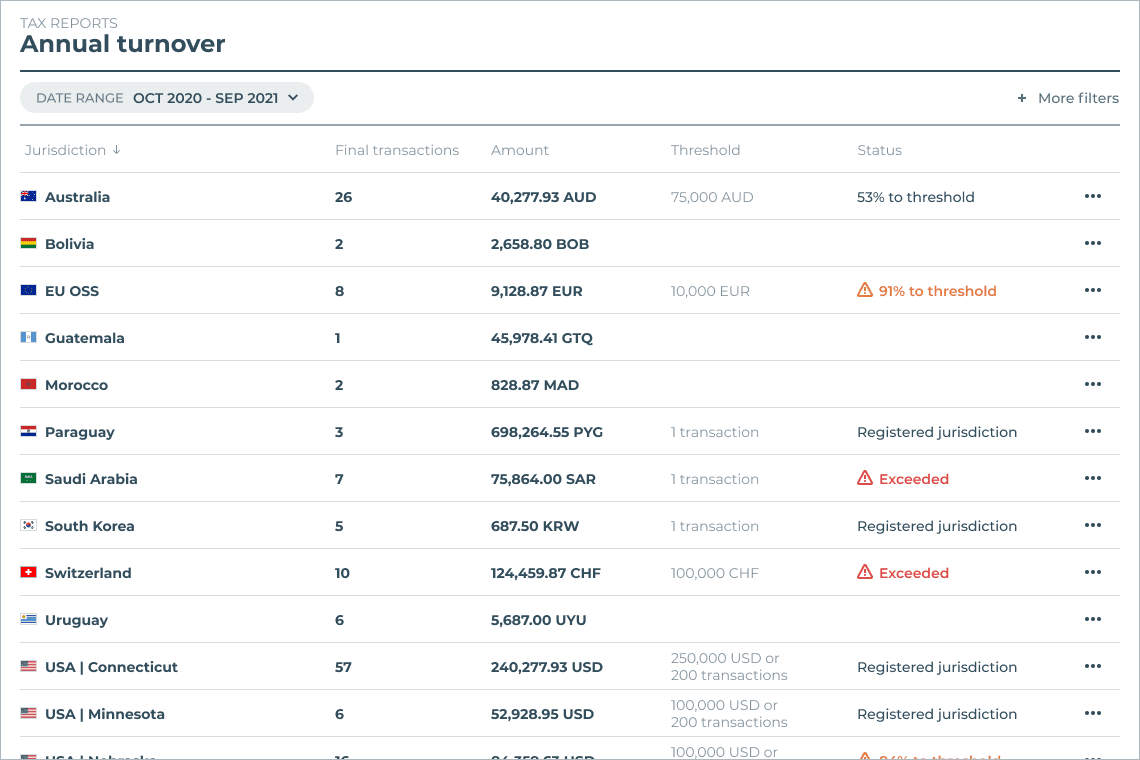 TAX REPORTS
Annual turnover
DATE RANGE OCT 2020 - SEP 2021
+ More filters
Jurisdiction ↓ Final transactions Amount Threshold Status
Australia 26 40,277.93 AUD 75,000 AUD 53% to threshold
Bolivia 2 2,658.80 BOB
EU OSS 8 9,128.87 EUR 10,000 EUR 91% to threshold
Guatemala 1 45,978.41 GTQ
Morocco 2 828.87 MAD
Paraguay 3 698,264.55 PYG 1 transaction Registered jurisdiction
Saudi Arabia 7 75,864.00 SAR 1 transaction Exceeded
South Korea 5 687.50 KRW 1 transaction Registered jurisdiction
Switzerland 10 124,459.87 CHF 100,000 CHF Exceeded
Uruguay 6 5,687.00 UYU
USA | Connecticut 57 240,277.93 USD 250,000 USD or
200 transactions Registered jurisdiction
USA | Minnesota 6 52,928.95 USD 100,000 USD or
200 transactions Registered jurisdiction
USA | Nebraska 100,000 USD or to threshold